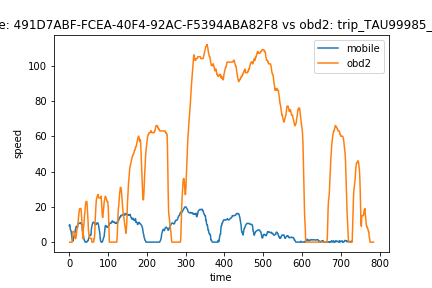 e: 491D7ABF-FCEA-40F4-92AC-F5394ABA82F8 vs obd2: trip_TAU99985_
mobile
obd2
speed
100
80
60
40
20
0
0 100 200 300 400 500 600 700 800
time